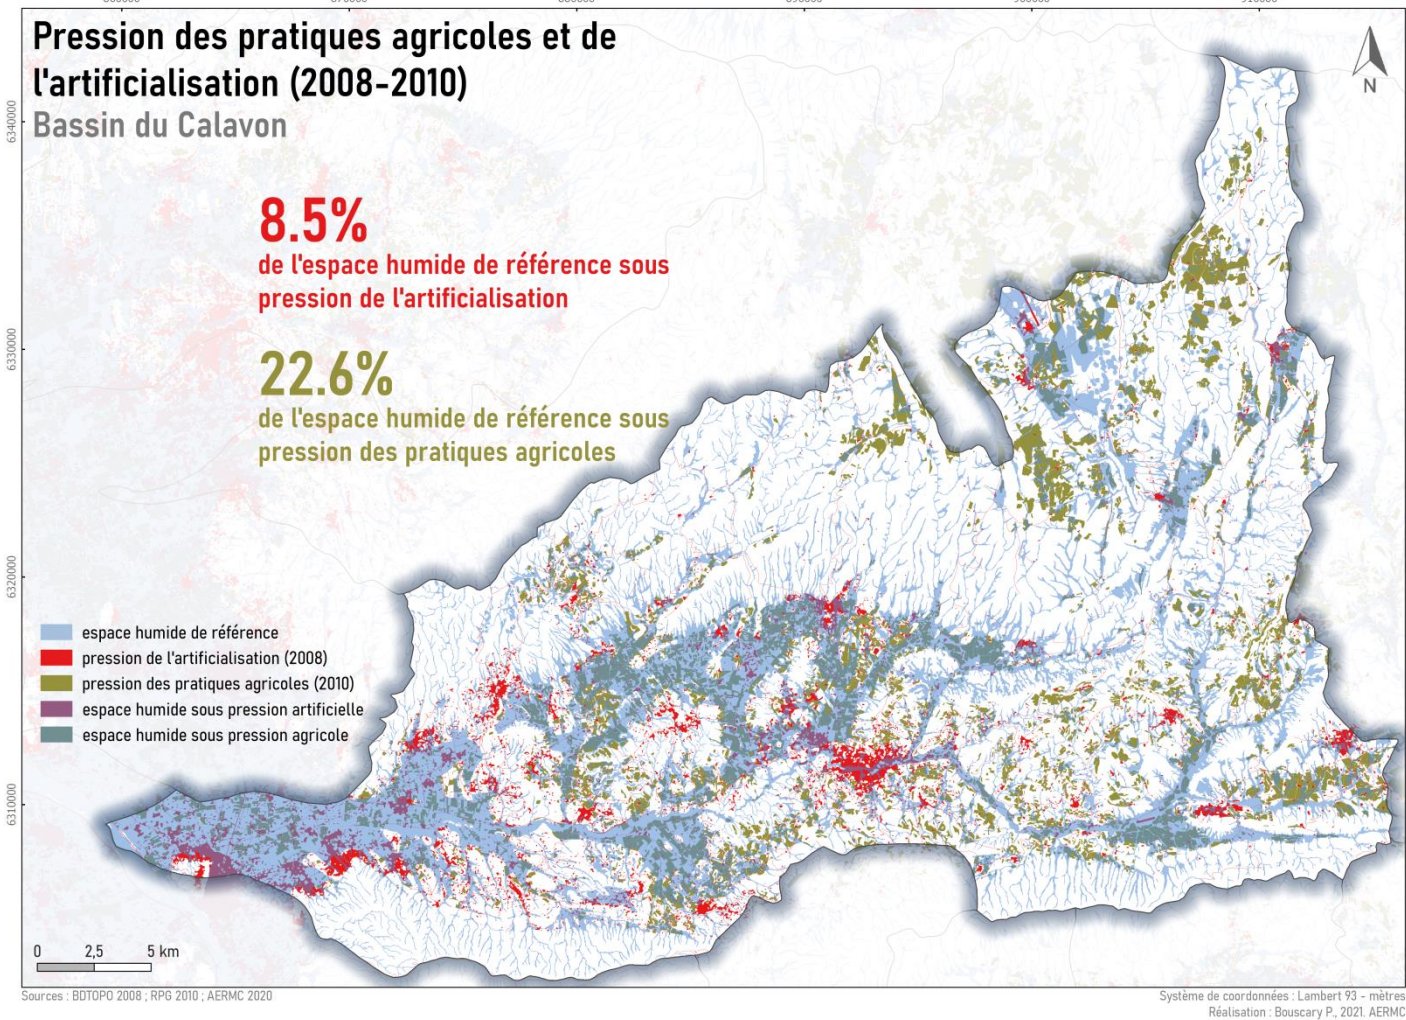 Pression des pratiques agricoles et de
l'artificialisation (2008-2010)
Bassin du Calavon
N
8.5%
de l'espace humide de référence sous
pression de l'artificialisation
22.6%
de l'espace humide de référence sous
pression des pratiques agricoles
6340000
6330000
6320000
6310000
espace humide de référence
pression de l'artificialisation (2008)
pression des pratiques agricoles (2010)
espace humide sous pression artificielle
espace humide sous pression agricole
0 2,5 5 km
Sources : BDTOPO 2008 ; RPG 2010 ; AERMC 2020
Système de coordonnées : Lambert 93 - mètres
Réalisation : Bouscary P., 2021. AERMC